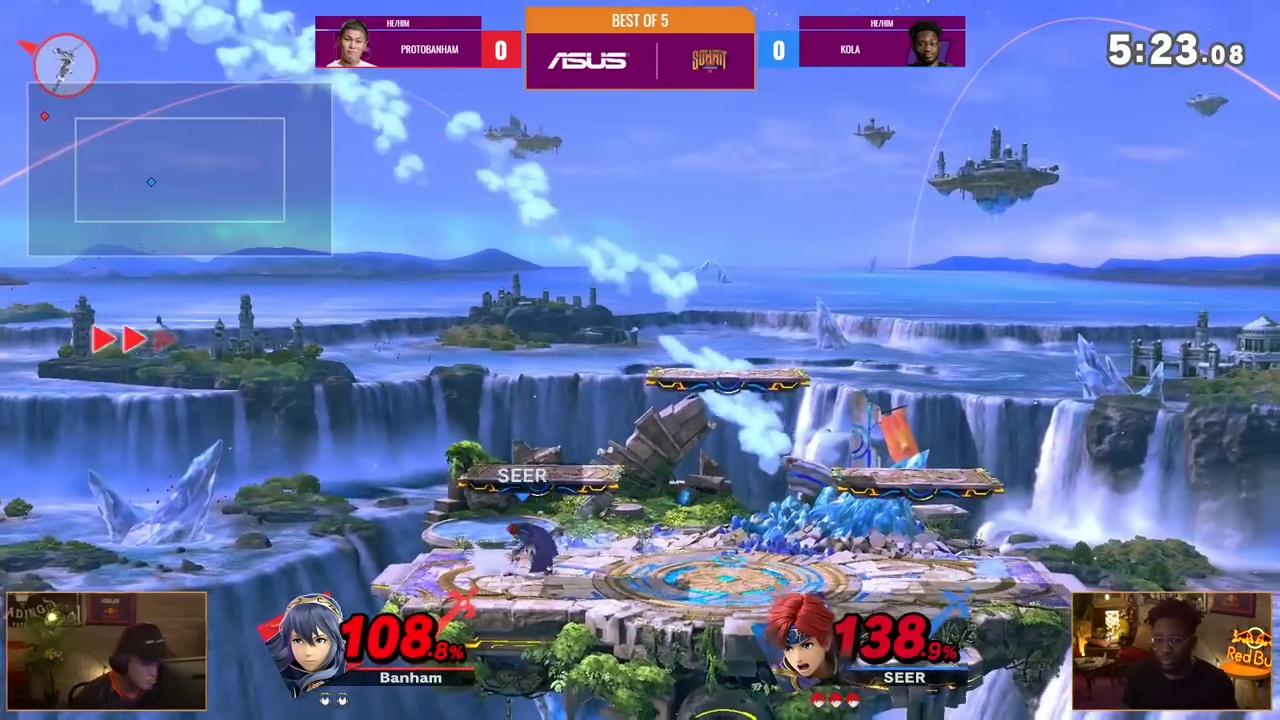 HE/HIM
PROTOBANHAM
0
BEST OF 5
ASUS
SUMMIT
0
HE/HIM
KOLA
5:23.08
SEER
108.8%
Banham
138.9%
SEER
ADING
Red Bu